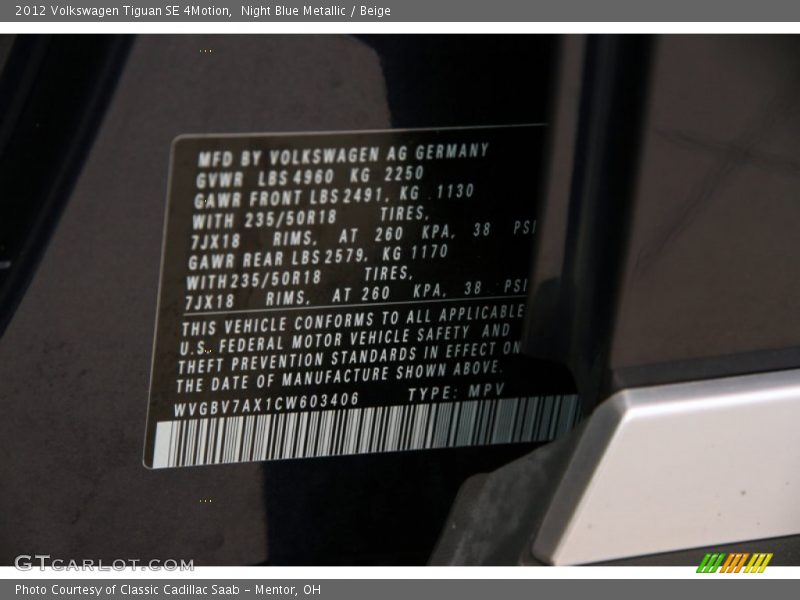 2012 Volkswagen Tiguan SE 4Motion,  Night Blue Metallic / Beige
MFD BY VOLKSWAGEN AG GERMANY
GVWR LBS 4960 KG 2250
GAWR FRONT LBS 2491, KG 1130
WITH 235/50R18 TIRES,
7JX18 RIMS, AT 260 KPA, 38 PSI
GAWR REAR LBS 2579, KG 1170
WITH 235/50R18 TIRES,
7JX18 RIMS, AT 260 KPA, 38 PSI
THIS VEHICLE CONFORMS TO ALL APPLICABLE
U.S. FEDERAL MOTOR VEHICLE SAFETY AND
THEFT PREVENTION STANDARDS IN EFFECT ON
THE DATE OF MANUFACTURE SHOWN ABOVE.
WVGBV7AX1CW603406 TYPE: MPV
GTCARLOT.COM
Photo Courtesy of Classic Cadillac Saab - Mentor, OH